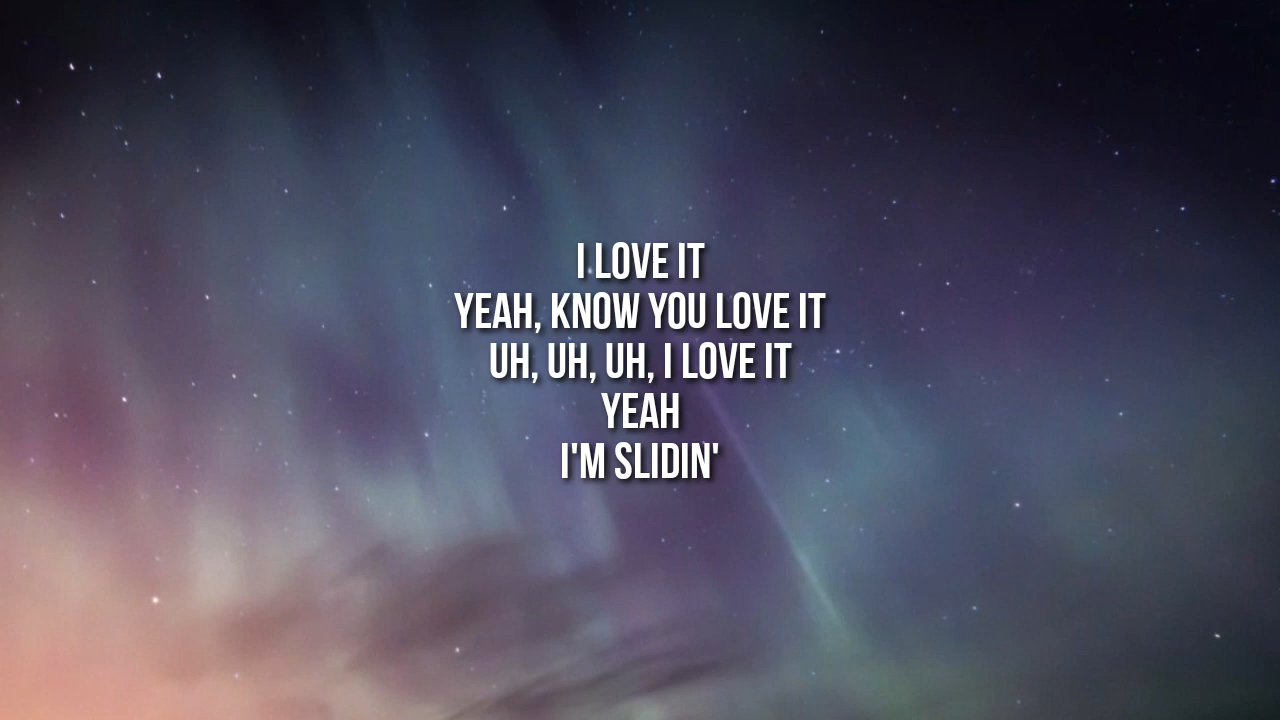 I LOVE IT
YEAH, KNOW YOU LOVE IT
UH, UH, UH, I LOVE IT
YEAH
I'M SLIDIN'